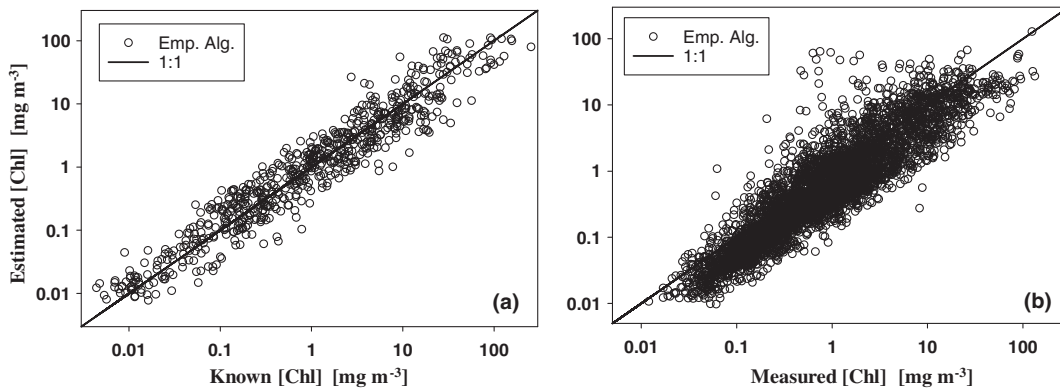 Emp. Alg.
1:1
100
10
1
0.1
0.01
Estimated [Chl] [mg m-3]
(a)
0.01 0.1 1 10 100
Known [Chl] [mg m-3]
Emp. Alg.
1:1
100
10
1
0.1
0.01
(b)
0.01 0.1 1 10 100
Measured [Chl] [mg m-3]